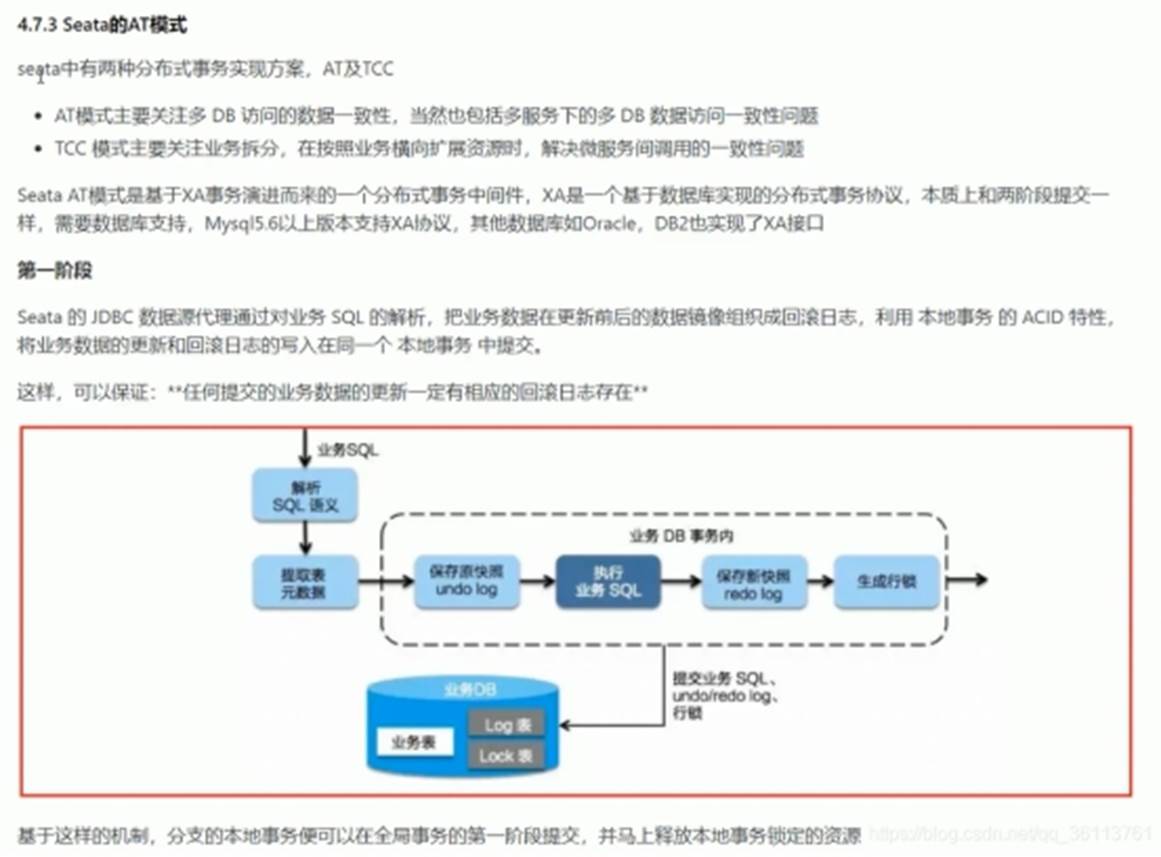 4.7.3 Seata的AT模式
seata中有两种分布式事务实现方案，AT及TCC
• AT模式主要关注多 DB 访问的数据一致性，当然也包括多服务下的多 DB 数据访问一致性问题
• TCC 模式主要关注业务拆分，在按照业务横向扩展资源时，解决微服务间调用的一致性问题
Seata AT模式是基于XA事务演进而来的一个分布式事务中间件，XA是一个基于数据库实现的分布式事务协议，本质上和两阶段提交一
样，需要数据库支持，Mysql5.6以上版本支持XA协议，其他数据库如Oracle，DB2也实现了XA接口
第一阶段
Seata 的 JDBC 数据源代理通过对业务 SQL 的解析，把业务数据在更新前后的数据镜像组织成回滚日志，利用 本地事务 的 ACID 特性，
将业务数据的更新和回滚日志的写入在同一个 本地事务 中提交。
这样，可以保证：**任何提交的业务数据的更新一定有相应的回滚日志存在**
业务SQL
解析
SQL 语义
业务 DB 事务内
提取表
元数据
保存原快照
undo log
执行
业务 SQL
保存新快照
redo log
生成行锁
提交业务 SQL、
undo/redo log、
行锁
业务DB
业务表
Log 表
Lock 表
基于这样的机制，分支的本地事务便可以在全局事务的第一阶段提交，并马上释放本地事务锁定的资源
https://blog.csdn.net/qq_36113761